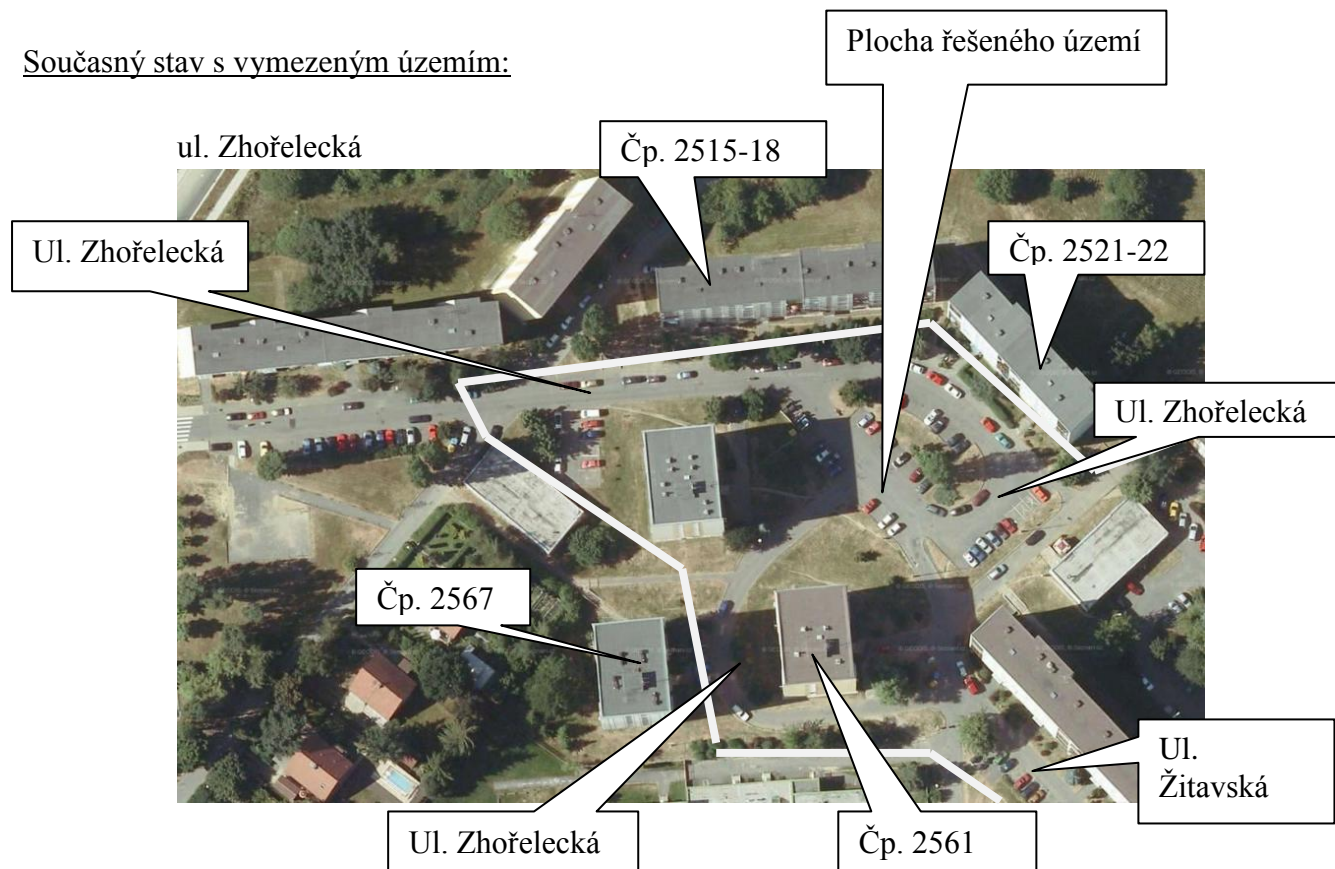 Plocha řešeného území
Současný stav s vymezeným územím:
ul. Zhořelecká
Čp. 2515-18
Ul. Zhořelecká
Čp. 2521-22
Ul. Zhořelecká
Čp. 2567
Ul.
Žitavská
Ul. Zhořelecká
Čp. 2561